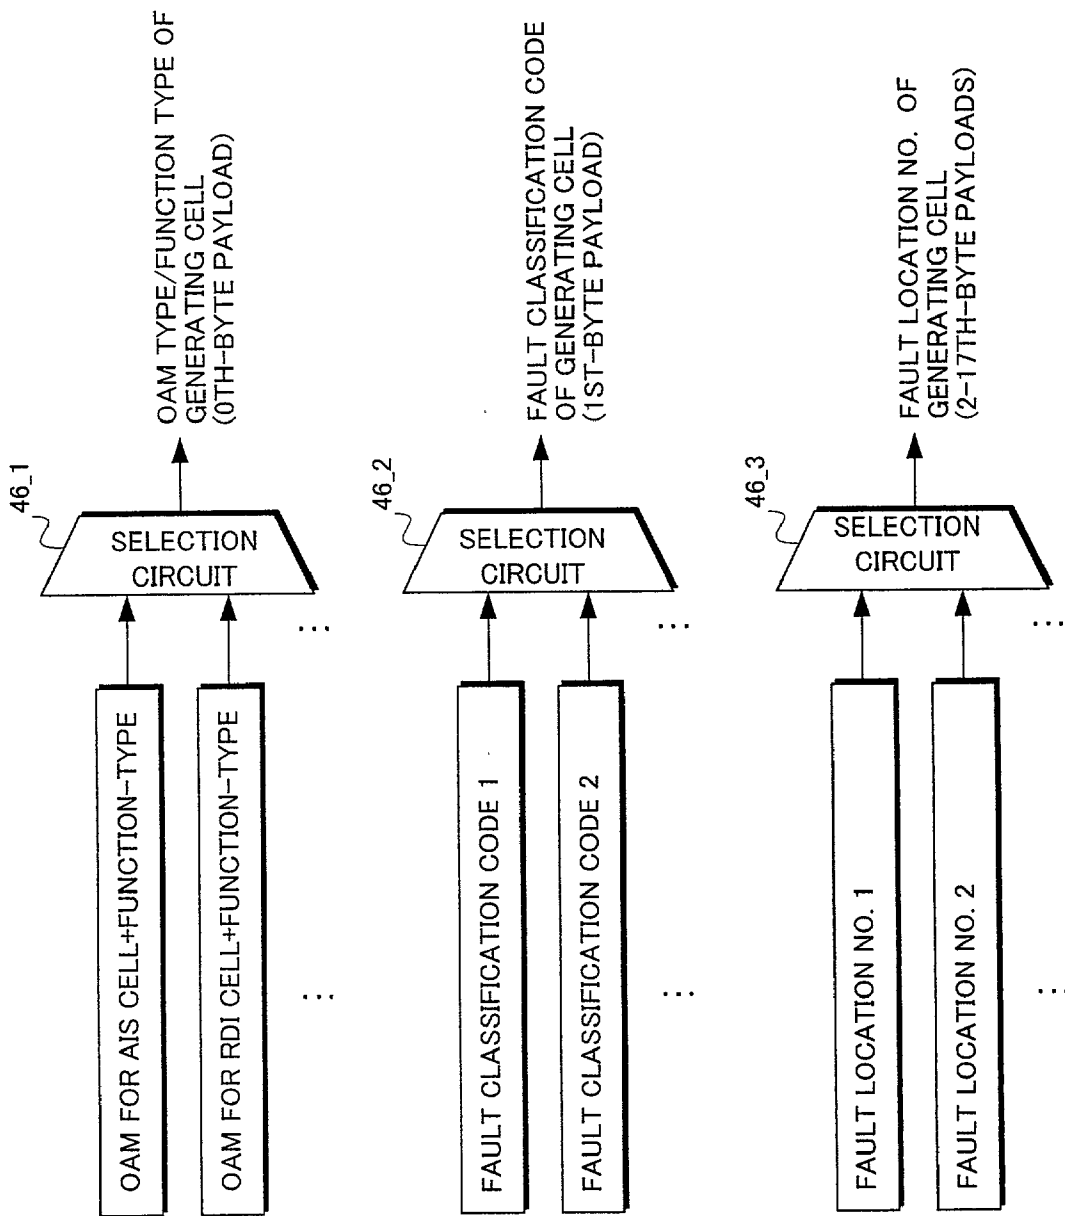 OAM FOR AIS CELL+FUNCTION-TYPE
OAM FOR RDI CELL+FUNCTION-TYPE
...
46_1
SELECTION
CIRCUIT
...
OAM TYPE/FUNCTION TYPE OF
GENERATING CELL
(0TH-BYTE PAYLOAD)
FAULT CLASSIFICATION CODE 1
FAULT CLASSIFICATION CODE 2
...
46_2
SELECTION
CIRCUIT
...
FAULT CLASSIFICATION CODE
OF GENERATING CELL
(1ST-BYTE PAYLOAD)
FAULT LOCATION NO. 1
FAULT LOCATION NO. 2
...
46_3
SELECTION
CIRCUIT
...
FAULT LOCATION NO. OF
GENERATING CELL
(2-17TH-BYTE PAYLOADS)